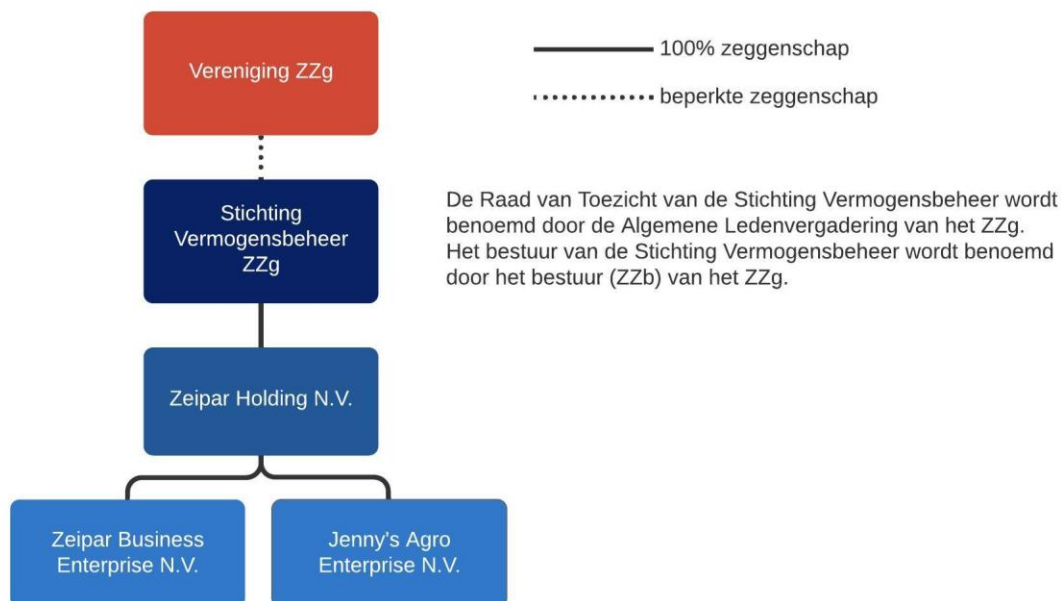 Vereniging ZZg
100% zeggenschap
beperkte zeggenschap
Stichting
Vermogensbeheer
ZZg
De Raad van Toezicht van de Stichting Vermogensbeheer wordt
benoemd door de Algemene Ledenvergadering van het ZZg.
Het bestuur van de Stichting Vermogensbeheer wordt benoemd
door het bestuur (ZZb) van het ZZg.
Zeipar Holding N.V.
Zeipar Business
Enterprise N.V.
Jenny's Agro
Enterprise N.V.